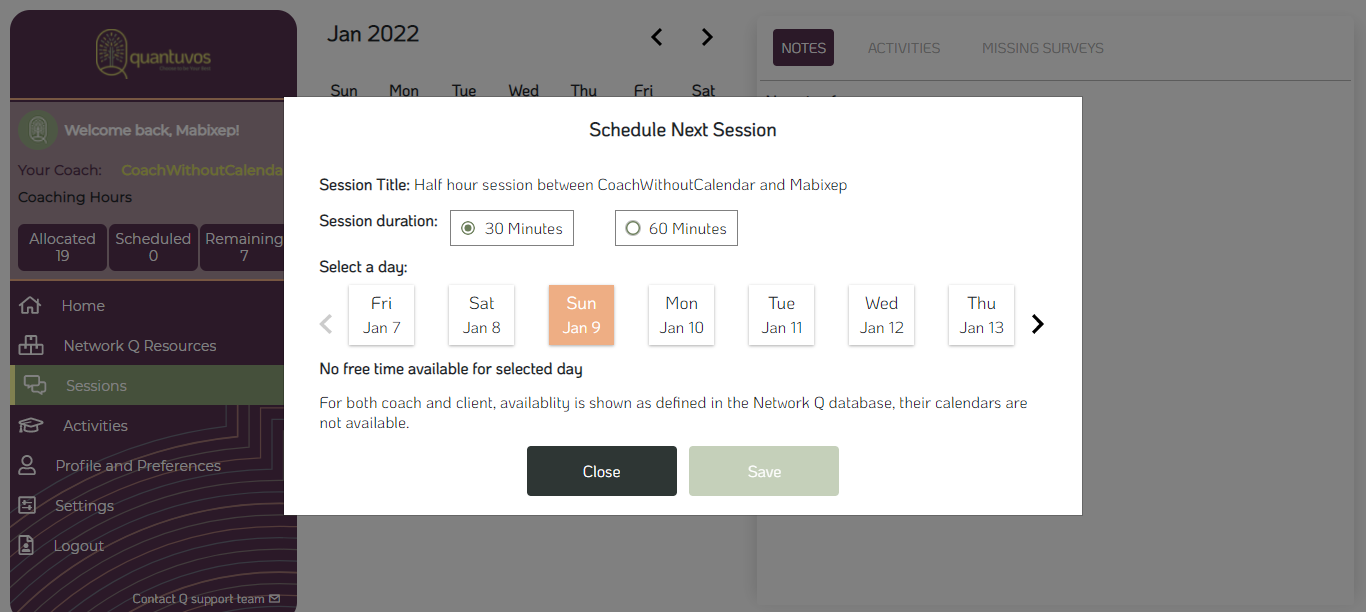 quantuvos
Welcome back, Mabixep!
Your Coach: CoachWithoutCalenda
Coaching Hours
Allocated Scheduled Remaining
19 0 7
Home
Network Q Resources
Sessions
Activities
Profile and Preferences
Settings
Logout
Contact Q support team
Jan 2022
Sun Mon Tue Wed Thu Fri Sat
NOTES ACTIVITIES MISSING SURVEYS
Schedule Next Session
Session Title: Half hour session between CoachWithoutCalendar and Mabixep
Session duration: 30 Minutes 60 Minutes
Select a day:
Fri Sat Sun Mon Tue Wed Thu
Jan 7 Jan 8 Jan 9 Jan 10 Jan 11 Jan 12 Jan 13
No free time available for selected day
For both coach and client, availablity is shown as defined in the Network Q database, their calendars are
not available.
Close Save